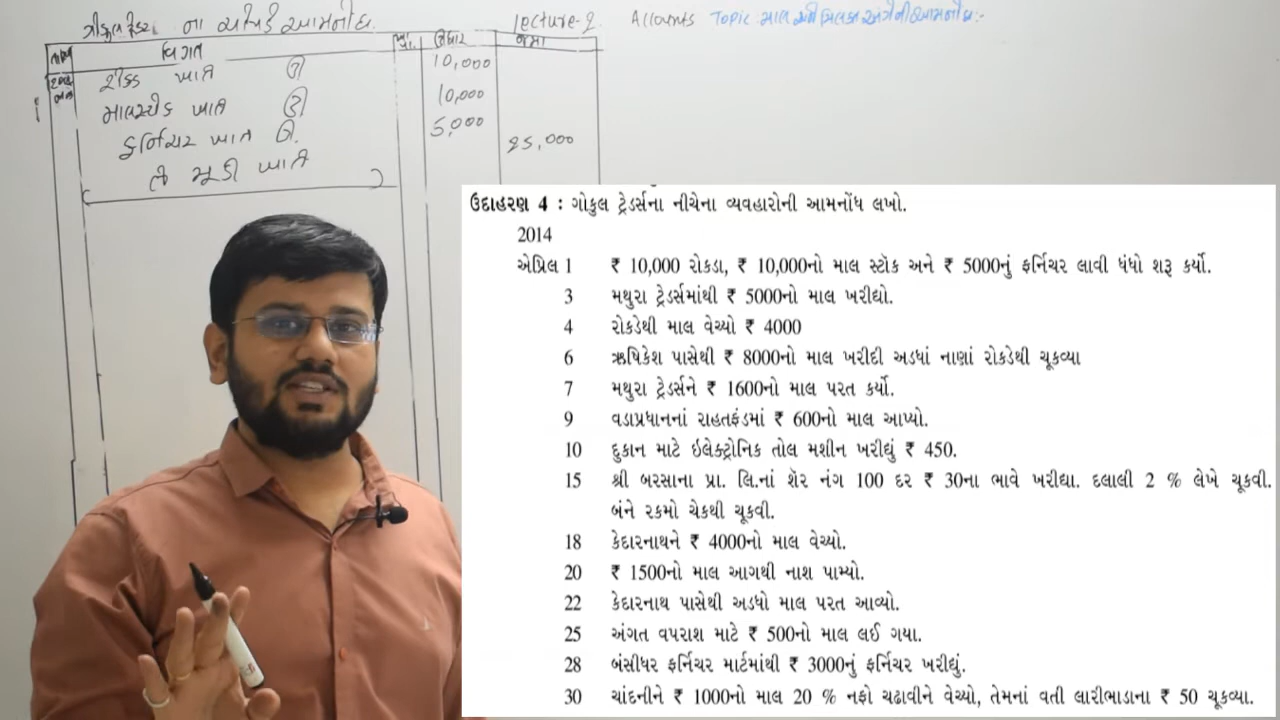 ગોકુલ ટ્રેડર્સ ના ચોપડે આમનોંધ.
Lecture-2
Accounts Topic માલ અને મિલકત અંગેની આમનોંધ:-
વિગત
ઉધાર
જમા
રોકડ ખાતે ઉ 10,000
માલસ્ટોક ખાતે ઉ 10,000
ફર્નિચર ખાતે ઉ. 5,000
તે મૂડી ખાતે 25,000
ઉદાહરણ 4 : ગોકુલ ટ્રેડર્સના નીચેના વ્યવહારોની આમનોંધ લખો.
2014
એપ્રિલ 1 ₹ 10,000 રોકડા, ₹ 10,000નો માલ સ્ટૉક અને ₹ 5000નું ફર્નિચર લાવી ધંધો શરૂ કર્યો.
3 મથુરા ટ્રેડર્સમાંથી ₹ 5000નો માલ ખરીદ્યો.
4 રોકડેથી માલ વેચ્યો ₹ 4000
6 ઋષિકેશ પાસેથી ₹ 8000નો માલ ખરીદી અડધાં નાણાં રોકડેથી ચૂકવ્યા
7 મથુરા ટ્રેડર્સને ₹ 1600નો માલ પરત કર્યો.
9 વડાપ્રધાનનાં રાહતફંડમાં ₹ 600નો માલ આપ્યો.
10 દુકાન માટે ઇલેક્ટ્રોનિક તોલ મશીન ખરીદ્યું ₹ 450.
15 શ્રી બરસાના પ્રા. લિ.નાં શૅર નંગ 100 દર ₹ 30ના ભાવે ખરીદ્યા. દલાલી 2 % લેખે ચૂકવી.
બંને રકમો ચેકથી ચૂકવી.
18 કેદારનાથને ₹ 4000નો માલ વેચ્યો.
20 ₹ 1500નો માલ આગથી નાશ પામ્યો.
22 કેદારનાથ પાસેથી અડધો માલ પરત આવ્યો.
25 અંગત વપરાશ માટે ₹ 500નો માલ લઈ ગયા.
28 બંસીધર ફર્નિચર માર્ટમાંથી ₹ 3000નું ફર્નિચર ખરીદ્યું.
30 ચાંદનીને ₹ 1000નો માલ 20 % નફો ચઢાવીને વેચ્યો, તેમનાં વતી લારીભાડાના ₹ 50 ચૂકવ્યા.